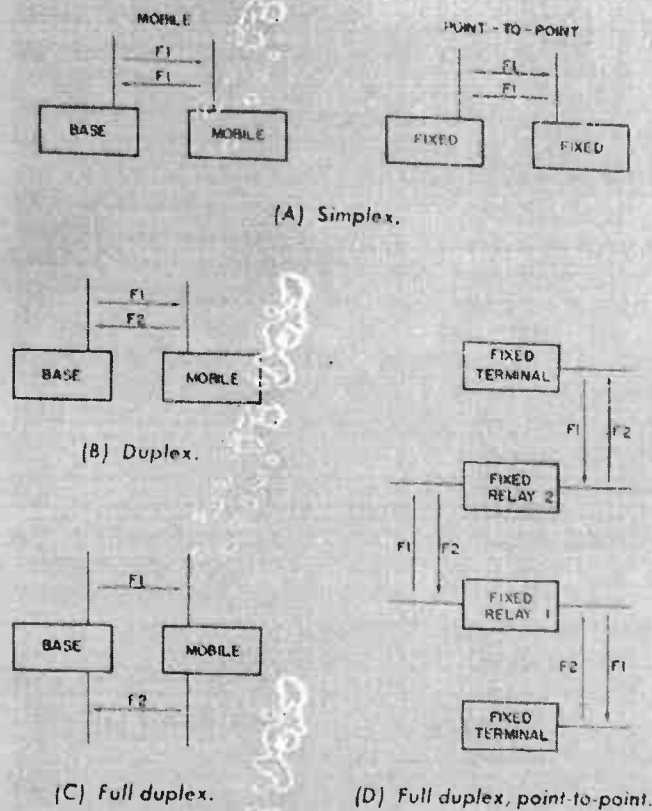 MOBILE
F1
F1
BASE
MOBILE
POINT-TO-POINT
F1
F1
FIXED
FIXED
(A) Simplex.
F1
F2
BASE
MOBILE
(B) Duplex.
F1
BASE
MOBILE
F2
(C) Full duplex.
FIXED
TERMINAL
F1
F2
FIXED
RELAY 2
F1
F2
FIXED
RELAY 1
F2
F1
FIXED
TERMINAL
(D) Full duplex, point-to-point.